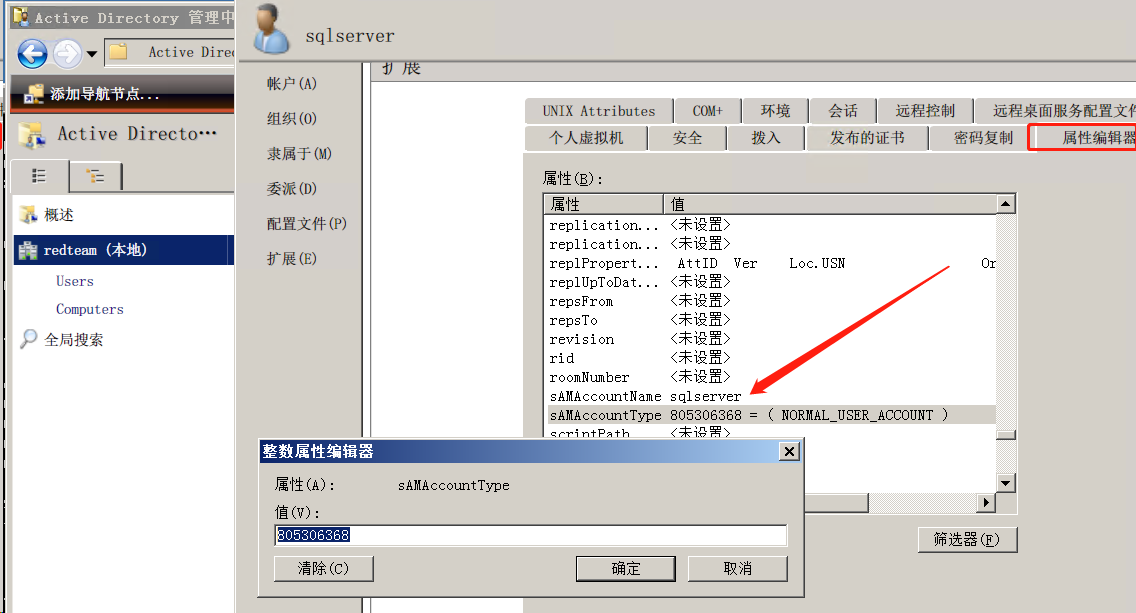 Active Directory 管理中
Active Direc
添加导航节点...
Active Directo···
概述
redteam (本地)
Users
Computers
全局搜索
sqlserver
帐户(A)
组织(O)
隶属于(M)
委派(D)
配置文件(P)
扩展(E)
扩展
UNIX Attributes COM+ 环境 会话 远程控制 远程桌面服务配置文件
个人虚拟机 安全 拨入 发布的证书 密码复制 属性编辑器
属性(B):
属性 值
replication... <未设置>
replication... <未设置>
replPropert... AttID Ver Loc.USN Or
replUpToDat... <未设置>
repsFrom <未设置>
repsTo <未设置>
revision <未设置>
rid <未设置>
roomNumber <未设置>
sAMAccountName sqlserver
sAMAccountType 805306368 = ( NORMAL_USER_ACCOUNT )
scriptPath <未设置>
筛选器(F)
整数属性编辑器
属性(A): sAMAccountType
值(V):
805306368
清除(C) 确定 取消